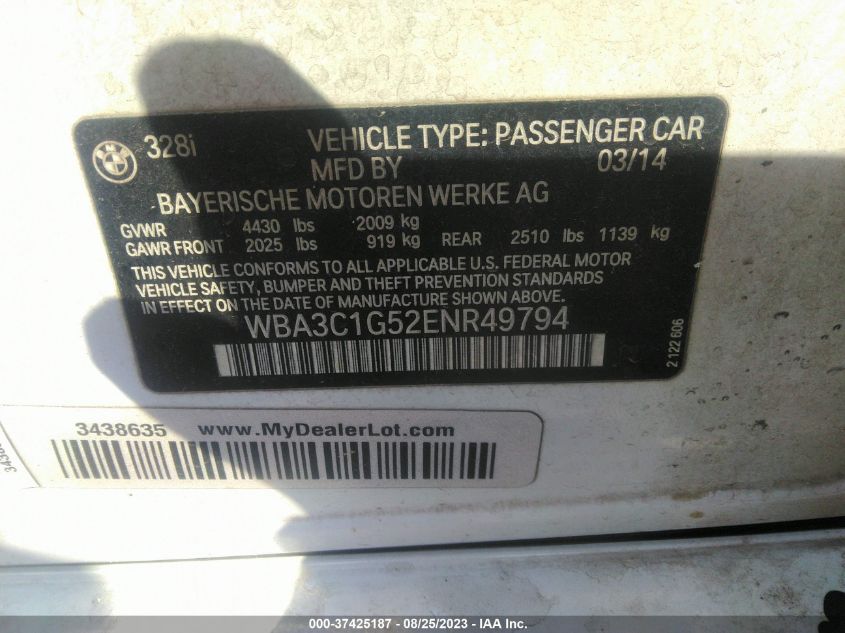 328i VEHICLE TYPE: PASSENGER CAR
MFD BY 03/14
BAYERISCHE MOTOREN WERKE AG
GVWR 4430 lbs 2009 kg
GAWR FRONT 2025 lbs 919 kg REAR 2510 lbs 1139 kg
THIS VEHICLE CONFORMS TO ALL APPLICABLE U.S. FEDERAL MOTOR
VEHICLE SAFETY, BUMPER AND THEFT PREVENTION STANDARDS
IN EFFECT ON THE DATE OF MANUFACTURE SHOWN ABOVE.
WBA3C1G52ENR49794
2 122 606
3438635 www.MyDealerLot.com
000-37425187 - 08/25/2023 - IAA Inc.